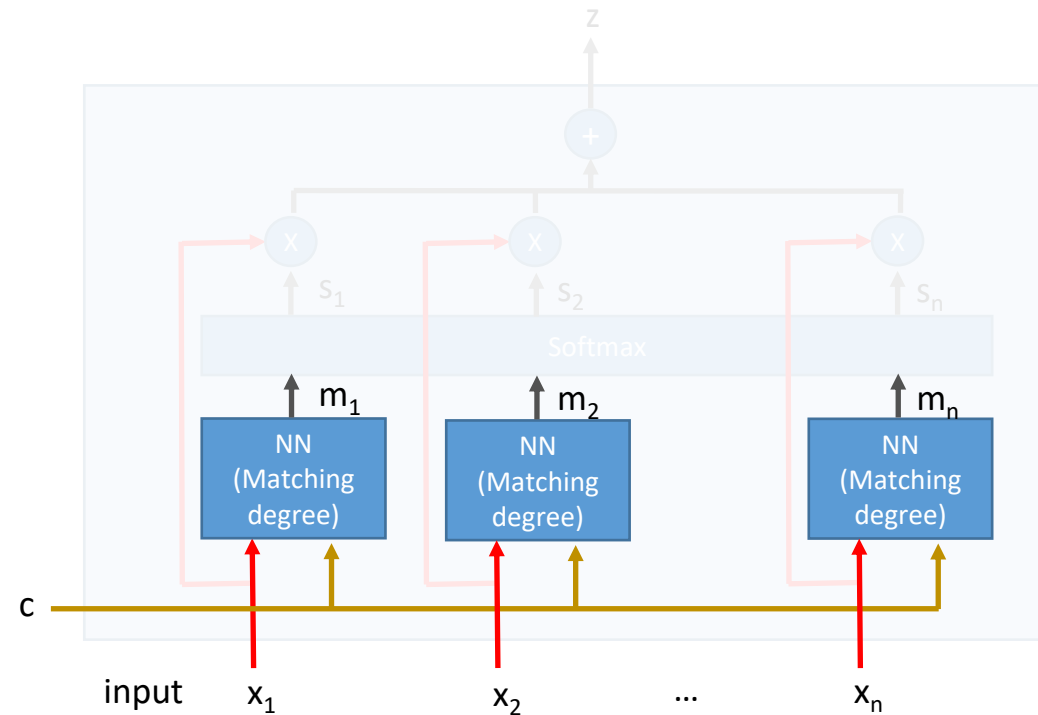 z
+
X X X
s1 s2 sn
Softmax
m1 m2 mn
NN
(Matching
degree)
NN
(Matching
degree)
NN
(Matching
degree)
c
input x1 x2 ... xn